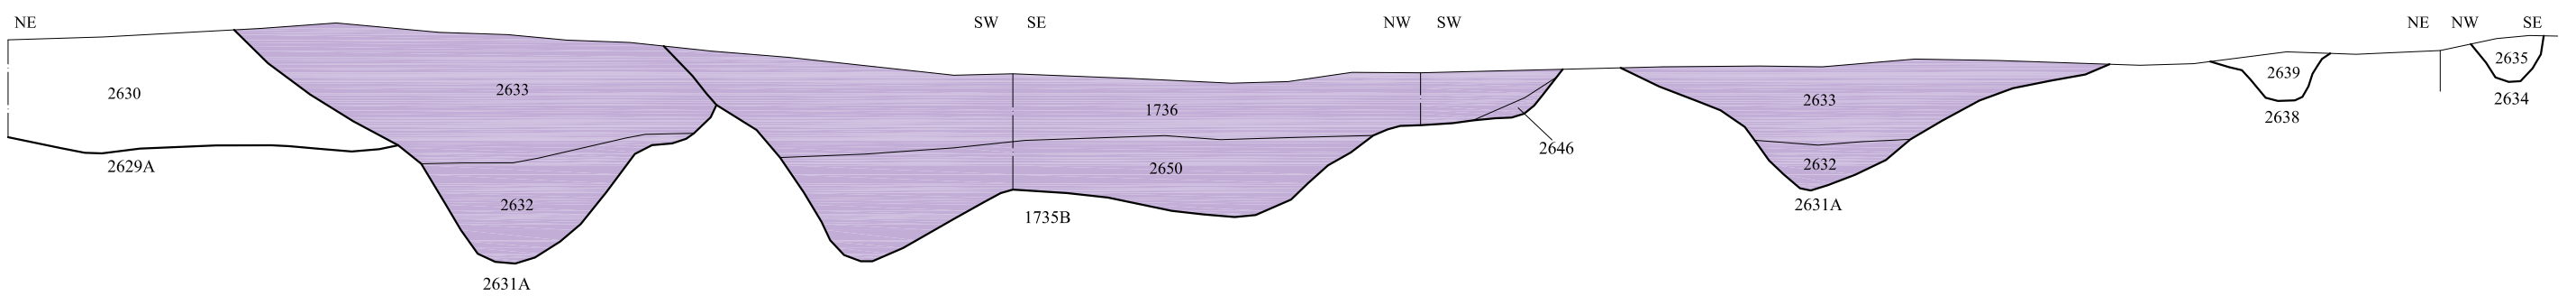 NE SW SE NW SW NE NW SE
2630 2633 1736 2633 2639 2635
2629A 2632 2650 2646 2632 2638 2634
2631A 1735B 2631A